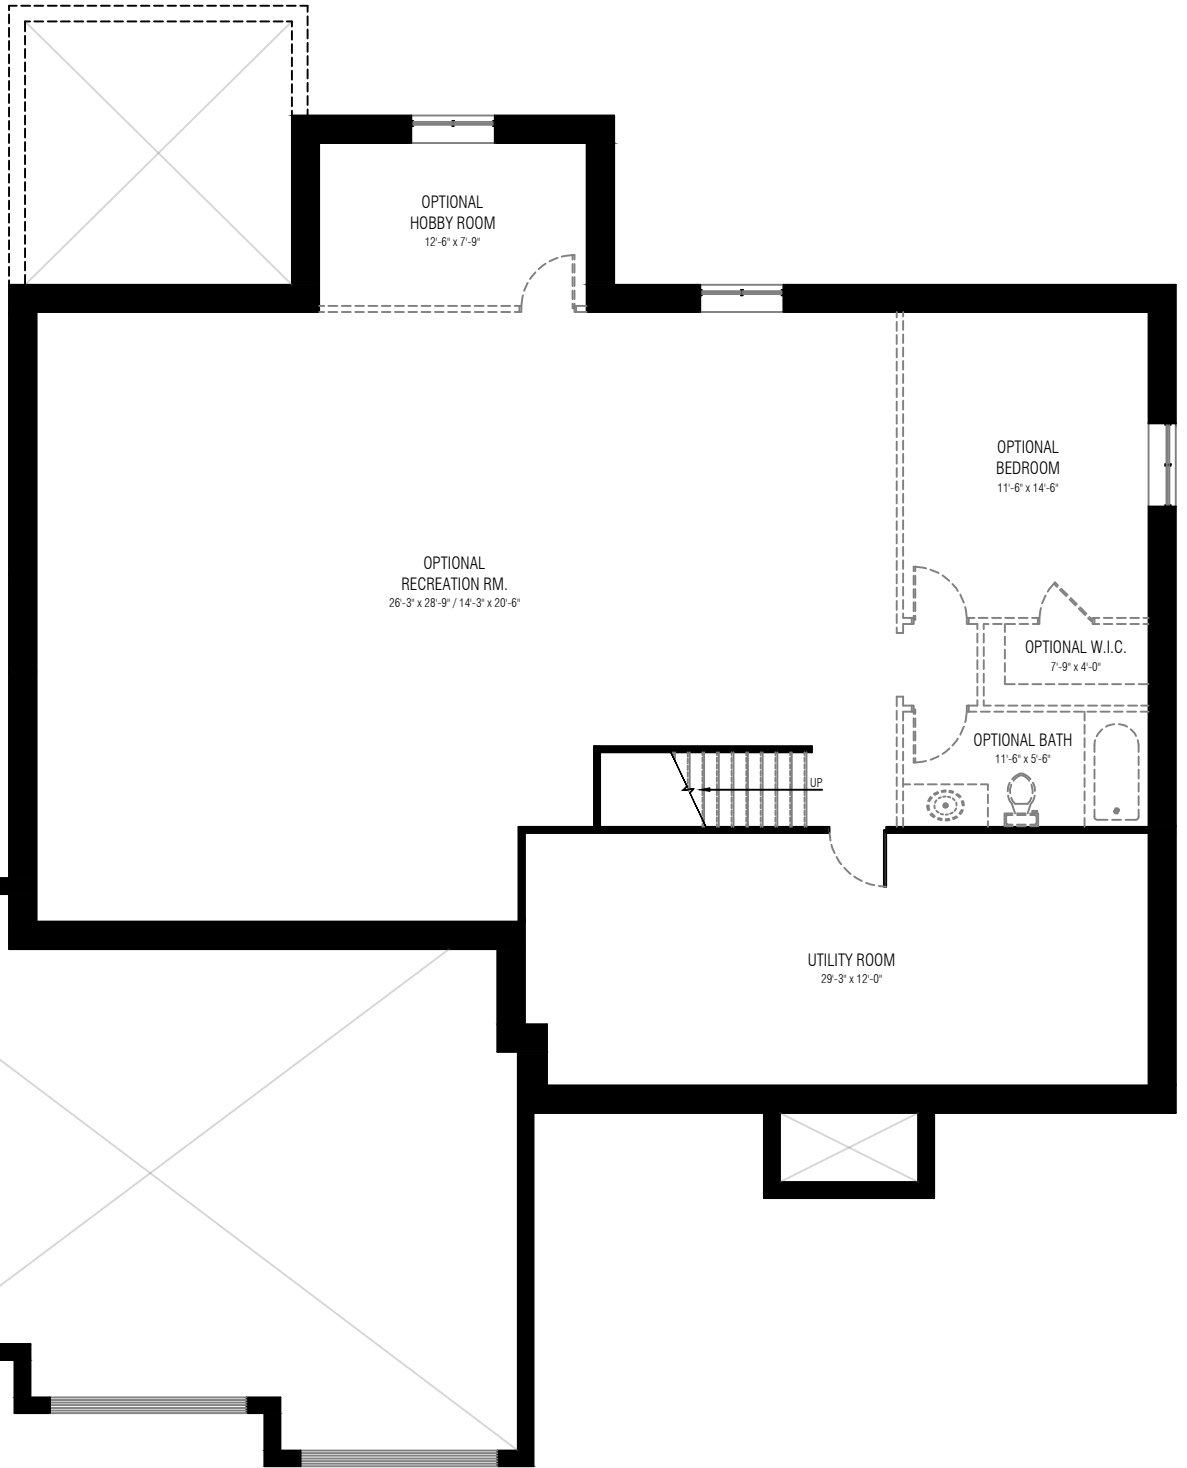 OPTIONAL
HOBBY ROOM
12'-6" x 7'-9"
OPTIONAL
BEDROOM
11'-6" x 14'-6"
OPTIONAL
RECREATION RM.
26'-3" x 28'-9" / 14'-3" x 20'-6"
OPTIONAL W.I.C.
7'-9" x 4'-0"
OPTIONAL BATH
11'-6" x 5'-6"
UP
UTILITY ROOM
29'-3" x 12'-0"